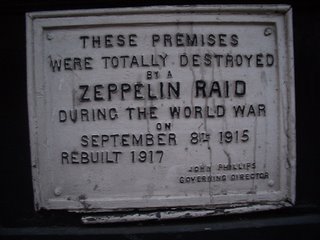 THESE PREMISES
WERE TOTALLY DESTROYED
BY A
ZEPPELIN RAID
DURING THE WORLD WAR
ON
SEPTEMBER 8TH 1915
REBUILT 1917
JOHN PHILLIPS
GOVERNING DIRECTOR